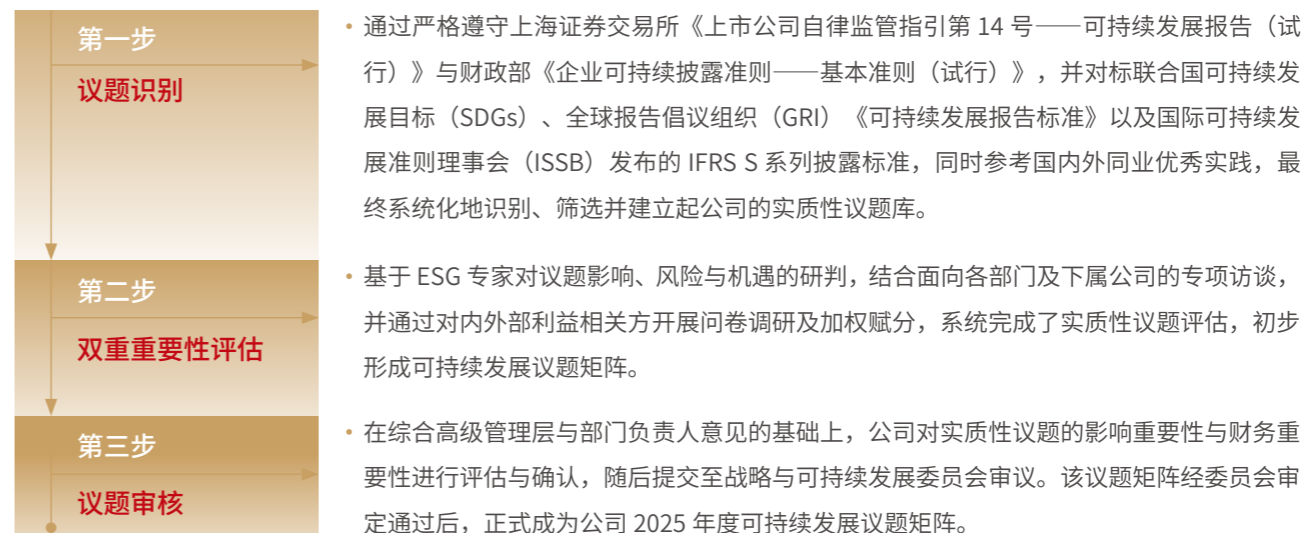 第一步
议题识别
• 通过严格遵守上海证券交易所《上市公司自律监管指引第 14 号——可持续发展报告（试
行）》与财政部《企业可持续披露准则——基本准则（试行）》，并对标联合国可持续发
展目标（SDGs）、全球报告倡议组织（GRI）《可持续发展报告标准》以及国际可持续发
展准则理事会（ISSB）发布的 IFRS S 系列披露标准，同时参考国内外同业优秀实践，最
终系统化地识别、筛选并建立起公司的实质性议题库。
第二步
双重重要性评估
• 基于 ESG 专家对议题影响、风险与机遇的研判，结合面向各部门及下属公司的专项访谈，
并通过对内外部利益相关方开展问卷调研及加权赋分，系统完成了实质性议题评估，初步
形成可持续发展议题矩阵。
第三步
议题审核
• 在综合高级管理层与部门负责人意见的基础上，公司对实质性议题的影响重要性与财务重
要性进行评估与确认，随后提交至战略与可持续发展委员会审议。该议题矩阵经委员会审
定通过后，正式成为公司 2025 年度可持续发展议题矩阵。